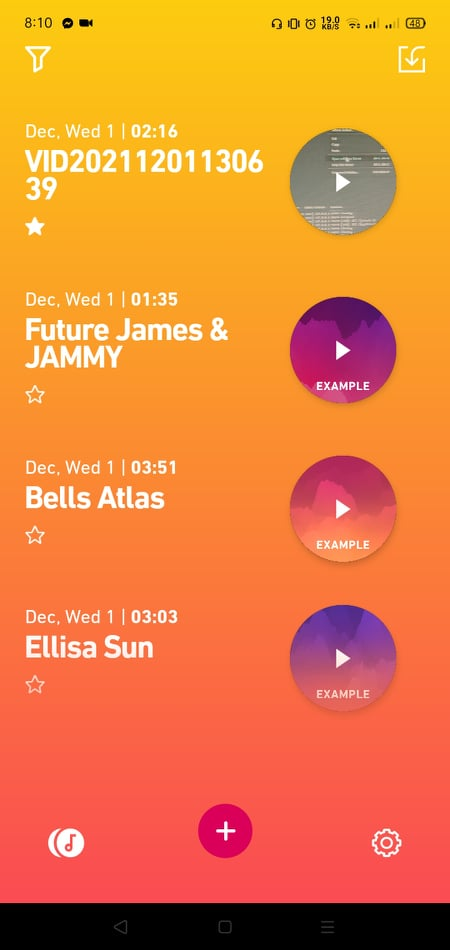 8:10
19.0
KB/S
48
Dec, Wed 1 | 02:16
VID202112011306
39
Dec, Wed 1 | 01:35
Future James &
JAMMY
EXAMPLE
Dec, Wed 1 | 03:51
Bells Atlas
EXAMPLE
Dec, Wed 1 | 03:03
Ellisa Sun
EXAMPLE